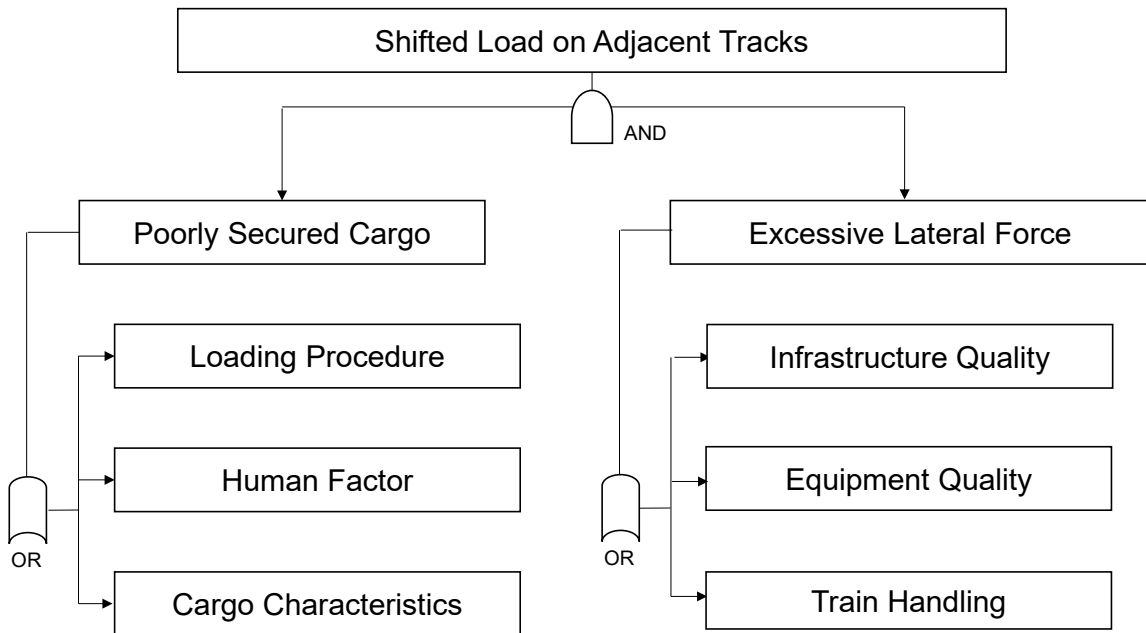 Shifted Load on Adjacent Tracks
AND
Poorly Secured Cargo
Excessive Lateral Force
Loading Procedure
Infrastructure Quality
Human Factor
Equipment Quality
OR
OR
Cargo Characteristics
Train Handling